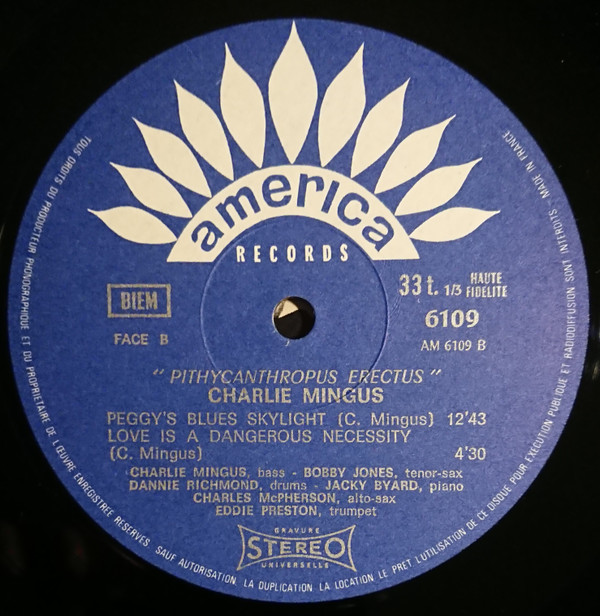 america
RECORDS
BIEM
FACE B
33 t. 1/3 HAUTE FIDELITE
6109
AM 6109 B
" PITHYCANTHROPUS ERECTUS "
CHARLIE MINGUS
PEGGY'S BLUES SKYLIGHT (C. Mingus) 12'43
LOVE IS A DANGEROUS NECESSITY
(C. Mingus) 4'30
CHARLIE MINGUS, bass - BOBBY JONES, tenor-sax
DANNIE RICHMOND, drums - JACKY BYARD, piano
CHARLES McPHERSON, alto-sax
EDDIE PRESTON, trumpet
GRAVURE
STEREO
UNIVERSELLE
TOUS DROITS DU PRODUCTEUR PHONOGRAPHIQUE ET DU PROPRIETAIRE DE L'ŒUVRE ENREGISTREE RESERVES. SAUF AUTORISATION LA DUPLICATION LA LOCATION LE PRET L'UTILISATION DE CE DISQUE POUR EXECUTION PUBLIQUE ET RADIODIFFUSION SONT INTERDITS - MADE IN FRANCE